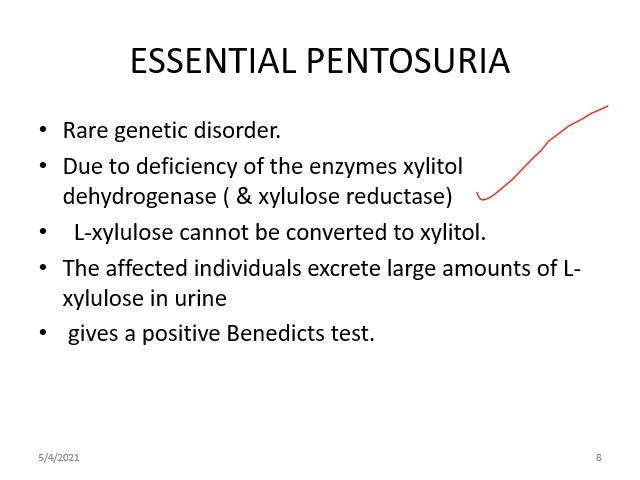 ESSENTIAL PENTOSURIA
• Rare genetic disorder.
• Due to deficiency of the enzymes xylitol
dehydrogenase ( & xylulose reductase)
• L-xylulose cannot be converted to xylitol.
• The affected individuals excrete large amounts of L-
xylulose in urine
• gives a positive Benedicts test.
5/4/2021
8